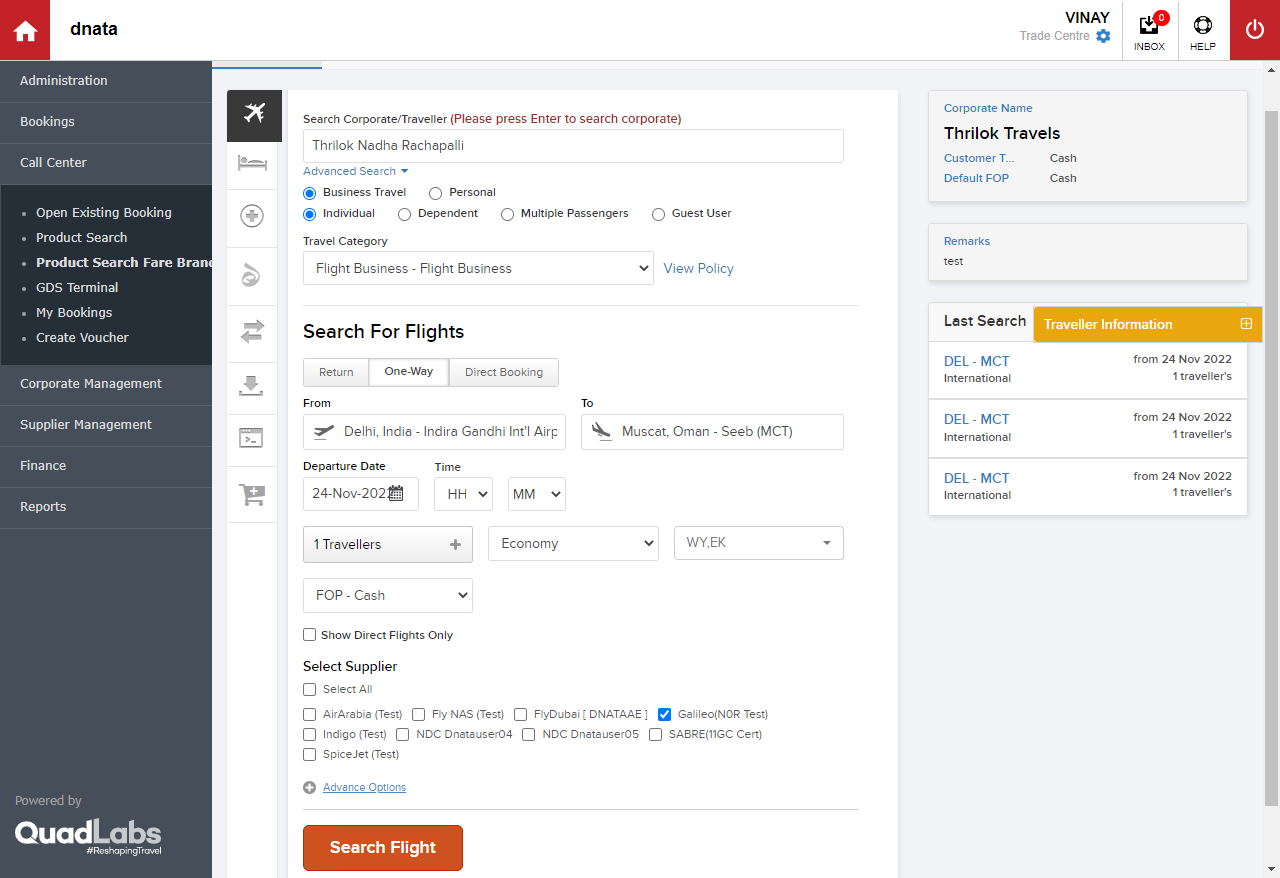 dnata
VINAY
Trade Centre
0
INBOX
HELP
Administration
Bookings
Call Center
Open Existing Booking
Product Search
Product Search Fare Brand
GDS Terminal
My Bookings
Create Voucher
Corporate Management
Supplier Management
Finance
Reports
Powered by
QuadLabs
#ReshapingTravel
Search Corporate/Traveller (Please press Enter to search corporate)
Thrilok Nadha Rachapalli
Advanced Search
Business Travel Personal
Individual Dependent Multiple Passengers Guest User
Travel Category
Flight Business - Flight Business View Policy
Search For Flights
Return One-Way Direct Booking
From To
Delhi, India - Indira Gandhi Int'l Airp Muscat, Oman - Seeb (MCT)
Departure Date Time
24-Nov-2022 HH MM
1 Travellers + Economy WY,EK
FOP - Cash
Show Direct Flights Only
Select Supplier
Select All
AirArabia (Test) Fly NAS (Test) FlyDubai [ DNATAAE ] Galileo(N0R Test)
Indigo (Test) NDC Dnatauser04 NDC Dnatauser05 SABRE(11GC Cert)
SpiceJet (Test)
Advance Options
Search Flight
Corporate Name
Thrilok Travels
Customer T... Cash
Default FOP Cash
Remarks
test
Last Search
Traveller Information
DEL - MCT from 24 Nov 2022
International 1 traveller's
DEL - MCT from 24 Nov 2022
International 1 traveller's
DEL - MCT from 24 Nov 2022
International 1 traveller's